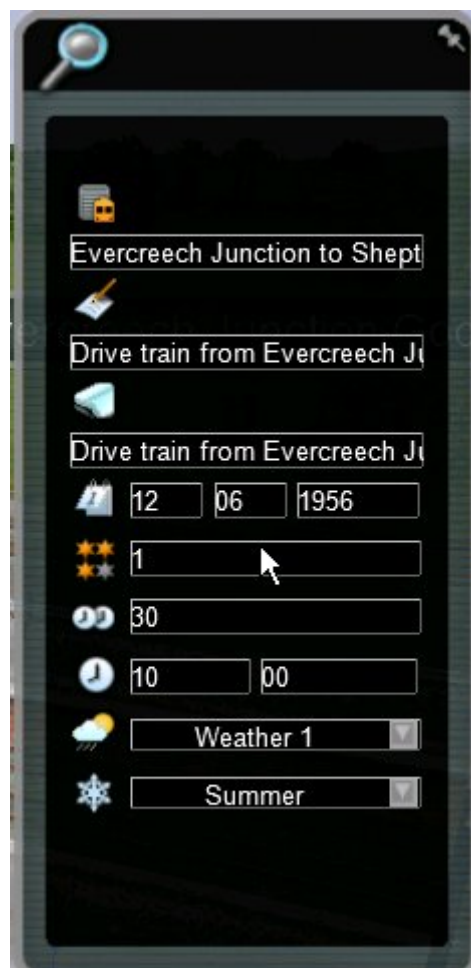 Evercreech Junction to Shept
Drive train from Evercreech Ju
Drive train from Evercreech Ju
12 06 1956
1
30
10 00
Weather 1
Summer